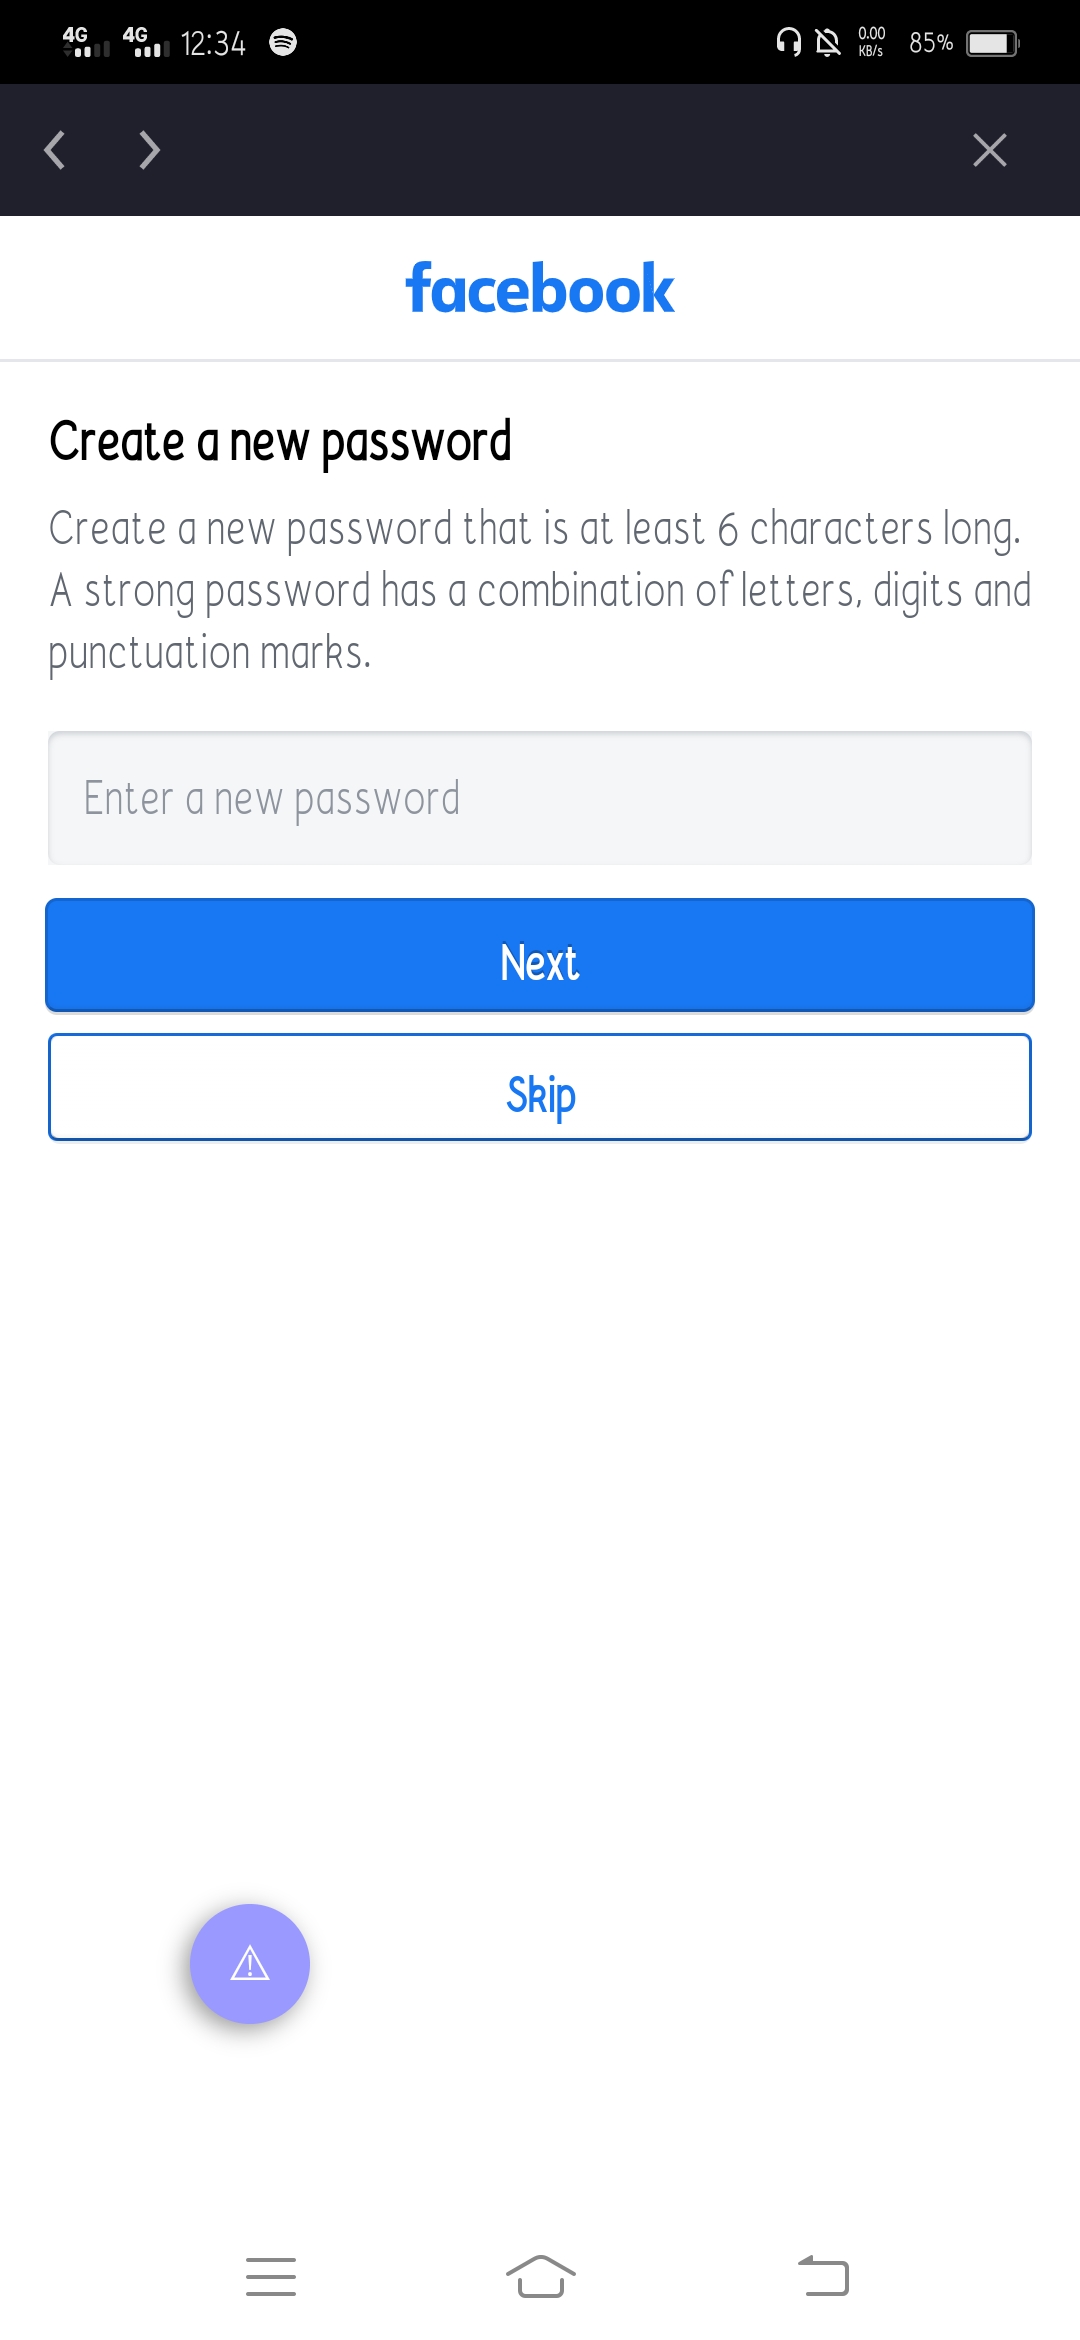 4G 4G 12:34 0.00 KB/s 85%
facebook
Create a new password
Create a new password that is at least 6 characters long.
A strong password has a combination of letters, digits and
punctuation marks.
Enter a new password
Next
Skip